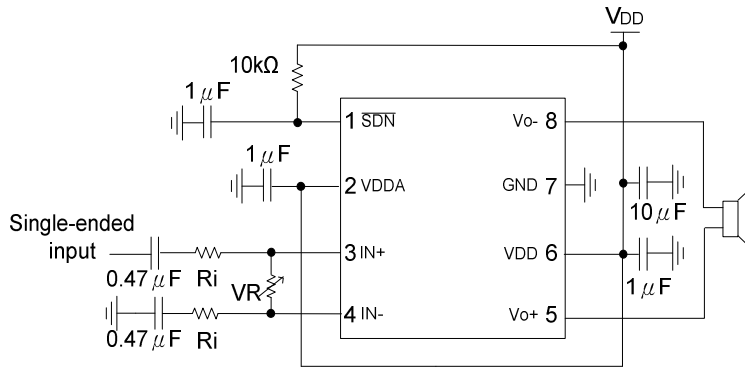 VDD
10kΩ
1μF
1 SDN
Vo- 8
1μF
2 VDDA
GND 7
10μF
Single-ended
input
3 IN+
VDD 6
0.47μF Ri
VR
1μF
4 IN-
Vo+ 5
0.47μF Ri